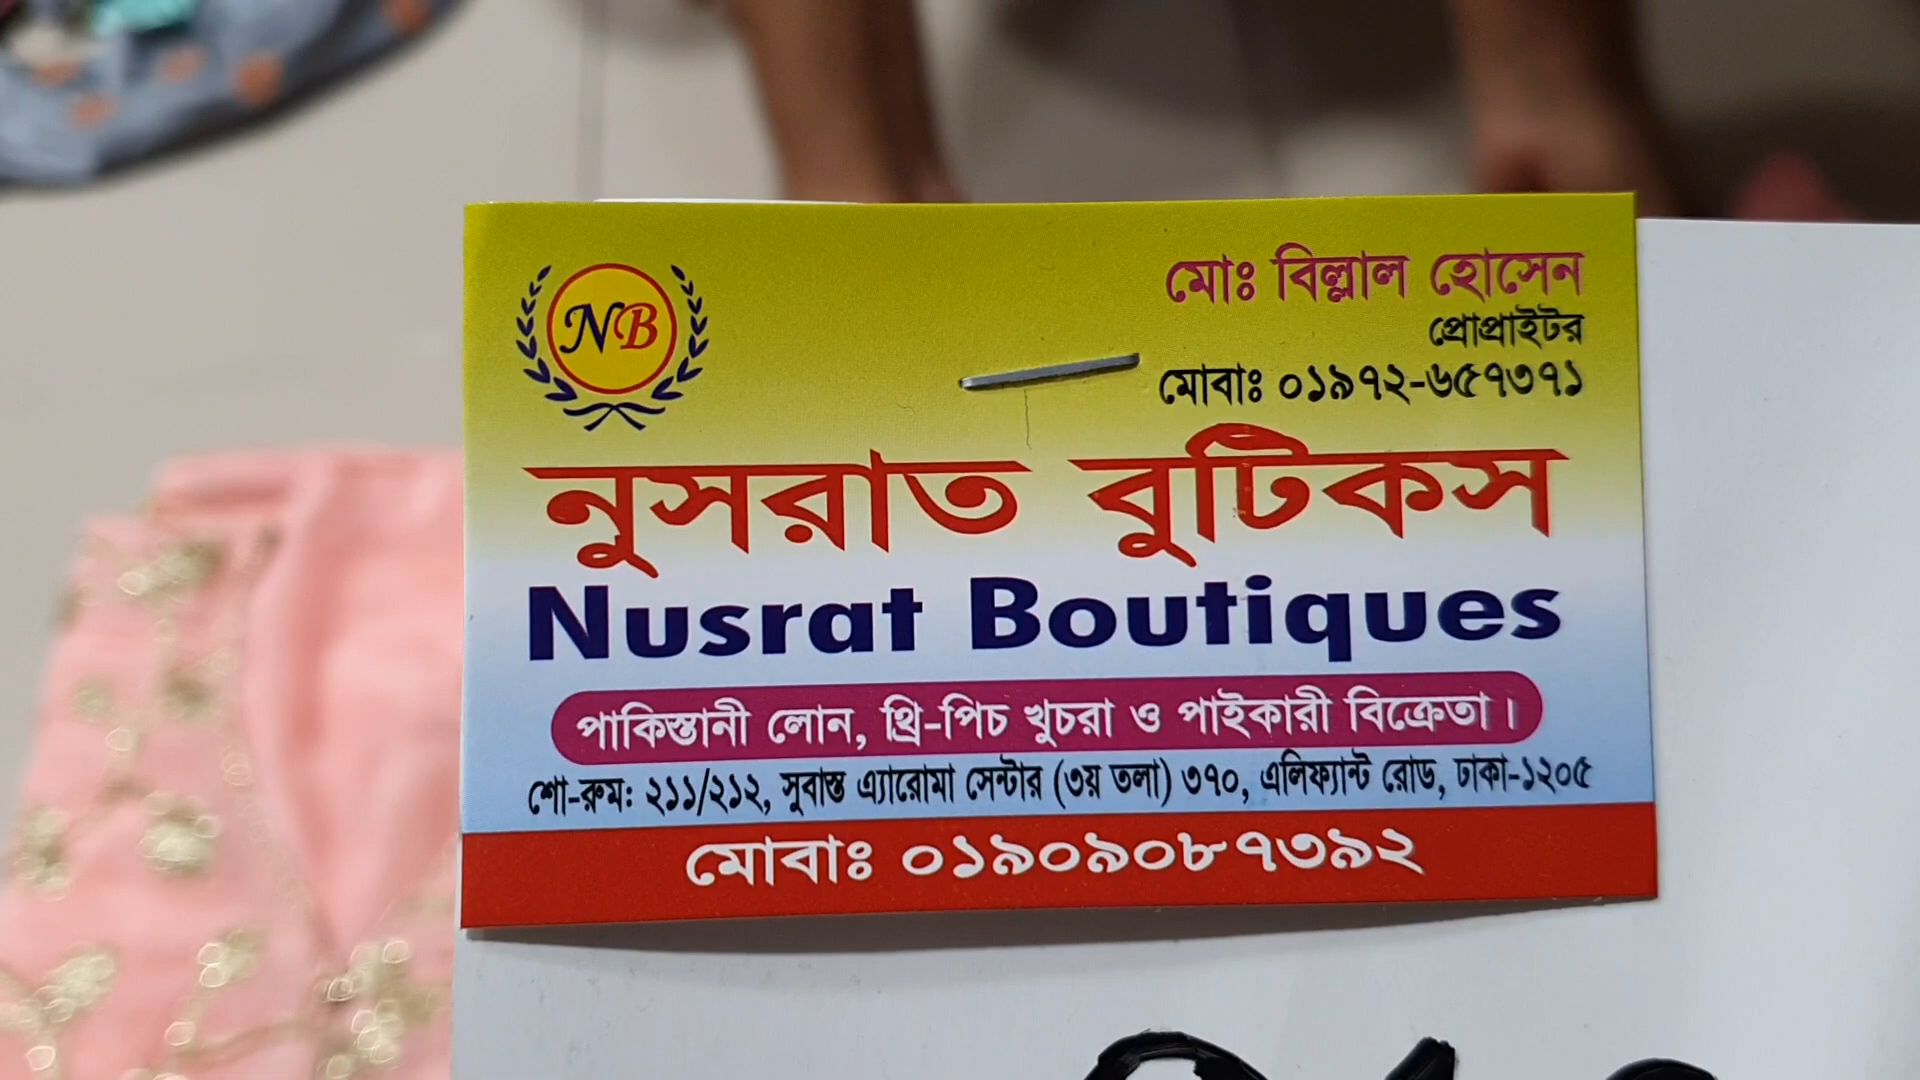 NB
মোঃ বিল্লাল হোসেন
প্রোপ্রাইটর
মোবাঃ ০১৯৭২-৬৫৭৩৭১
নুসরাত বুটিকস
Nusrat Boutiques
পাকিস্তানী লোন, থ্রি-পিচ খুচরা ও পাইকারী বিক্রেতা।
শো-রুম: ২১১/২১২, সুবাস্ত এ্যারোমা সেন্টার (৩য় তলা) ৩৭০, এলিফ্যান্ট রোড, ঢাকা-১২০৫
মোবাঃ ০১৯০৯০৮৭৩৯২